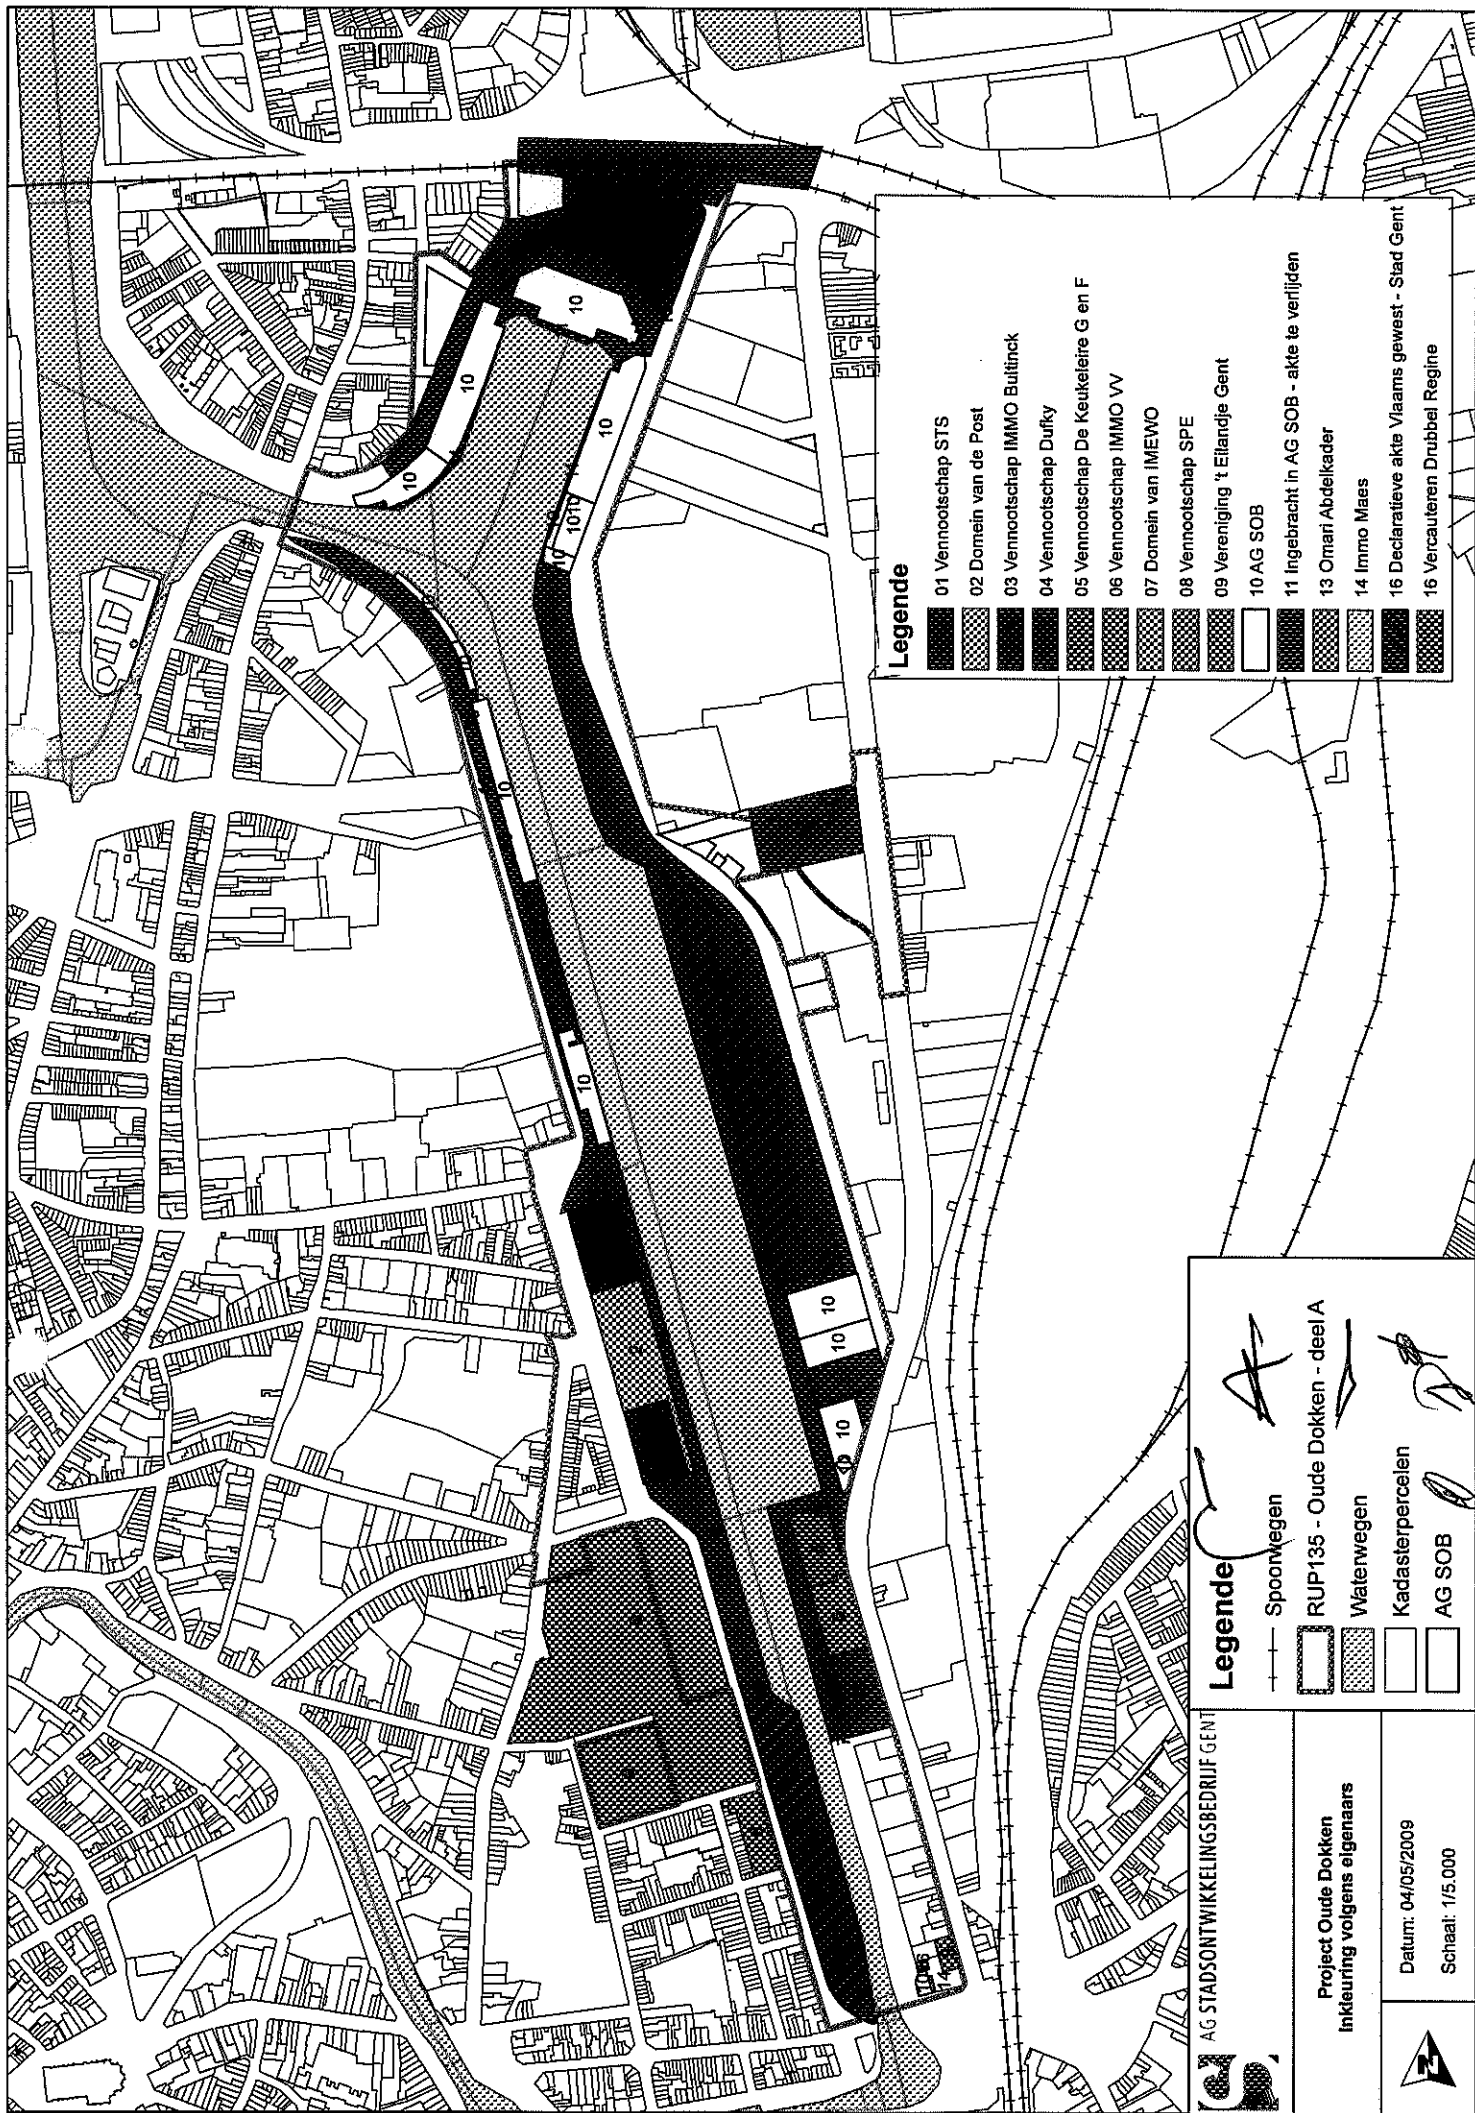 10
10
10
10
10
10
10
10
10
10
10
10
10
14
Legende
01 Vennootschap STS
02 Domein van de Post
03 Vennootschap IMMO Bultinck
04 Vennootschap Dufky
05 Vennootschap De Keukeleire G en F
06 Vennootschap IMMO VV
07 Domein van IMEWO
08 Vennootschap SPE
09 Vereniging 't Eilandje Gent
10 AG SOB
11 Ingebracht in AG SOB - akte te verlijden
13 Omari Abdelkader
14 Immo Maes
16 Declaratieve akte Vlaams gewest - Stad Gent
16 Vercauteren Drubbel Regine
AG STADSONTWIKKELINGSBEDRIJF GENT
Project Oude Dokken
Inkleuring volgens eigenaars
Datum: 04/05/2009
Schaal: 1/5.000
N
Legende
Spoorwegen
RUP135 - Oude Dokken - deel A
Waterwegen
Kadasterpercelen
AG SOB